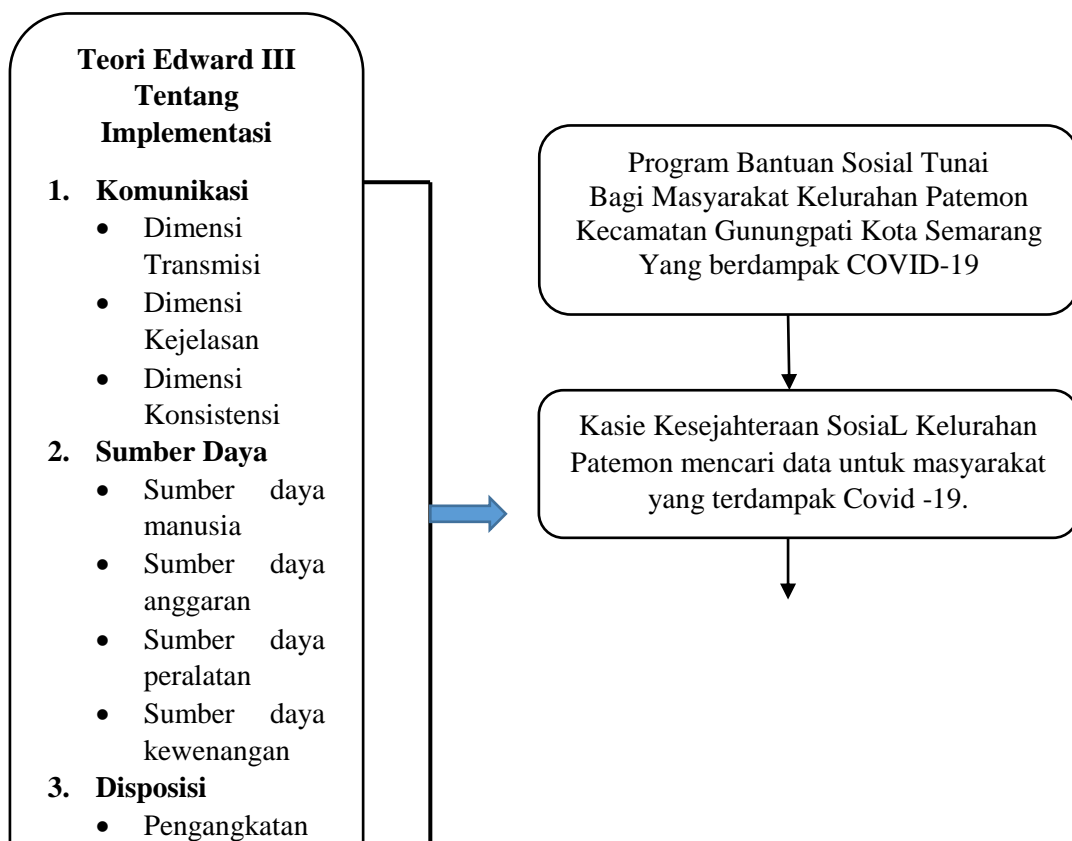 Teori Edward III
Tentang
Implementasi
1. Komunikasi
• Dimensi
Transmisi
• Dimensi
Kejelasan
• Dimensi
Konsistensi
2. Sumber Daya
• Sumber daya
manusia
• Sumber daya
anggaran
• Sumber daya
peralatan
• Sumber daya
kewenangan
3. Disposisi
• Pengangkatan
Program Bantuan Sosial Tunai
Bagi Masyarakat Kelurahan Patemon
Kecamatan Gunungpati Kota Semarang
Yang berdampak COVID-19
Kasie Kesejahteraan SosiaL Kelurahan
Patemon mencari data untuk masyarakat
yang terdampak Covid -19.